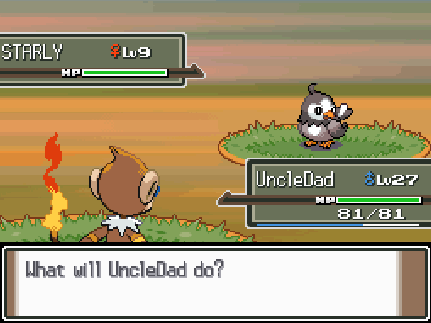 STARLY ♀Lv9
HP
UncleDad ♂Lv27
HP
81/81
What will UncleDad do?